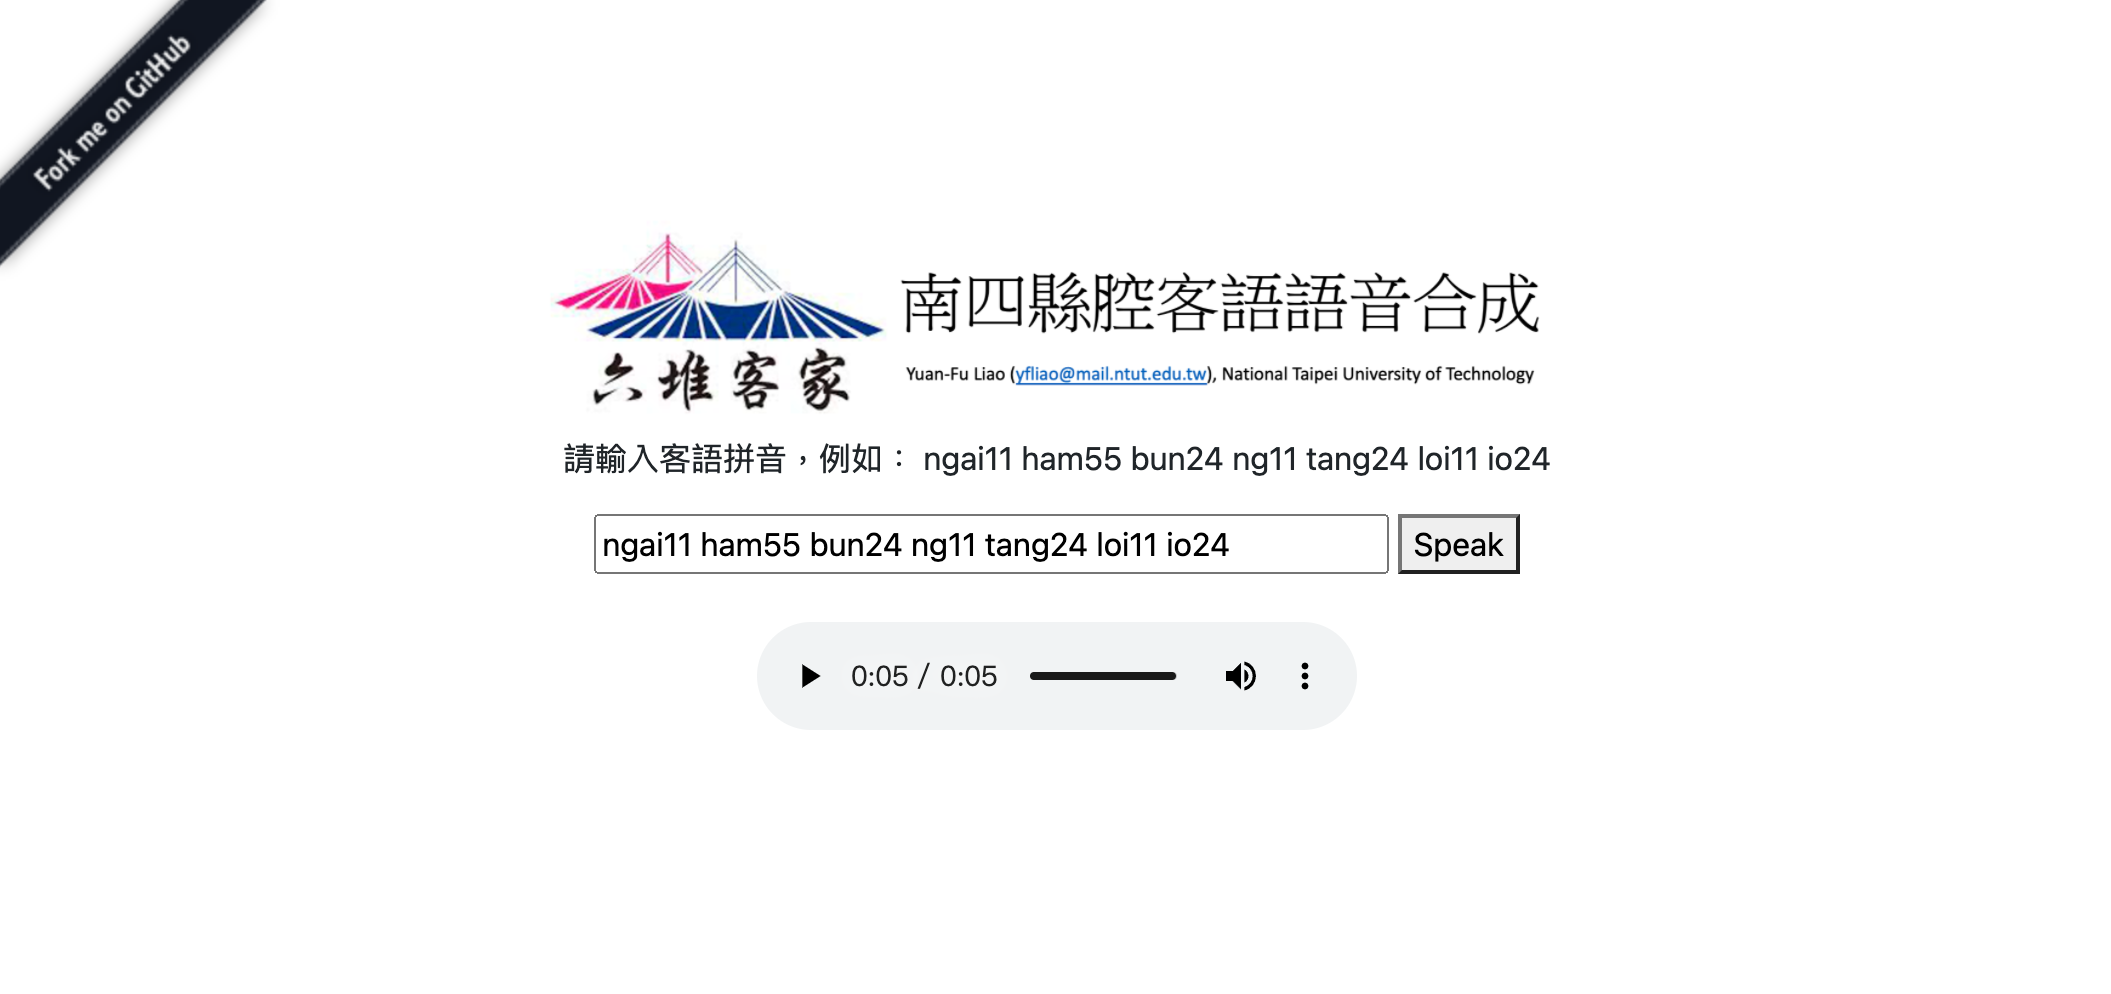 Fork me on GitHub
南四縣腔客語語音合成
Yuan-Fu Liao (yfliao@mail.ntut.edu.tw), National Taipei University of Technology
六堆客家
請輸入客語拼音，例如： ngai11 ham55 bun24 ng11 tang24 loi11 io24
ngai11 ham55 bun24 ng11 tang24 loi11 io24 Speak
0:05 / 0:05